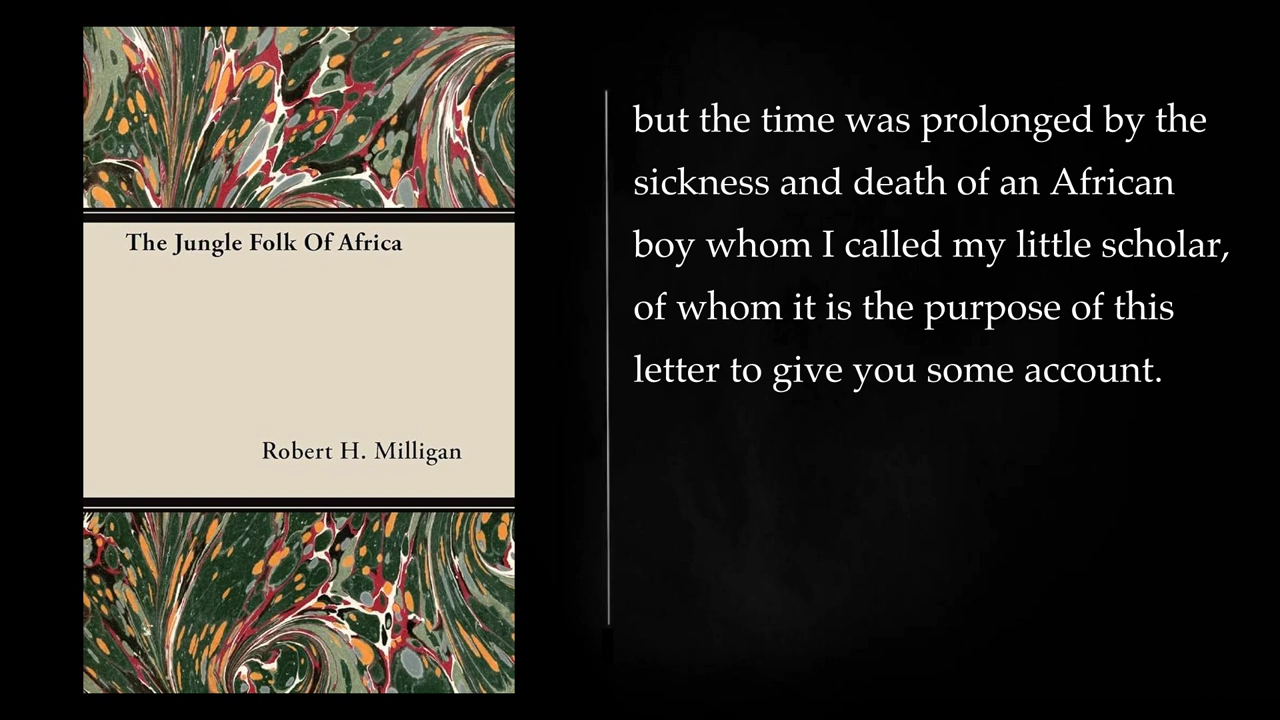 The Jungle Folk Of Africa
Robert H. Milligan
but the time was prolonged by the
sickness and death of an African
boy whom I called my little scholar,
of whom it is the purpose of this
letter to give you some account.